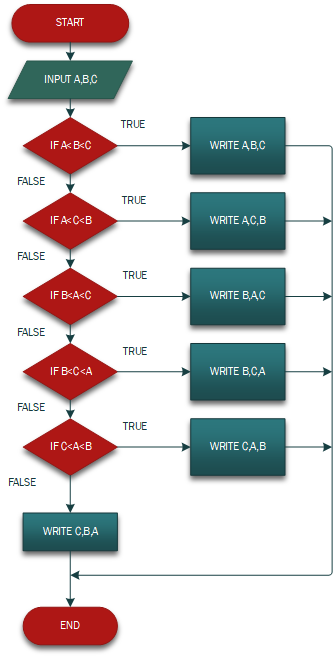 START
INPUT A,B,C
TRUE
IF A<B<C
WRITE A,B,C
FALSE
TRUE
IF A<C<B
WRITE A,C,B
FALSE
TRUE
IF B<A<C
WRITE B,A,C
FALSE
TRUE
IF B<C<A
WRITE B,C,A
FALSE
TRUE
IF C<A<B
WRITE C,A,B
FALSE
WRITE C,B,A
END